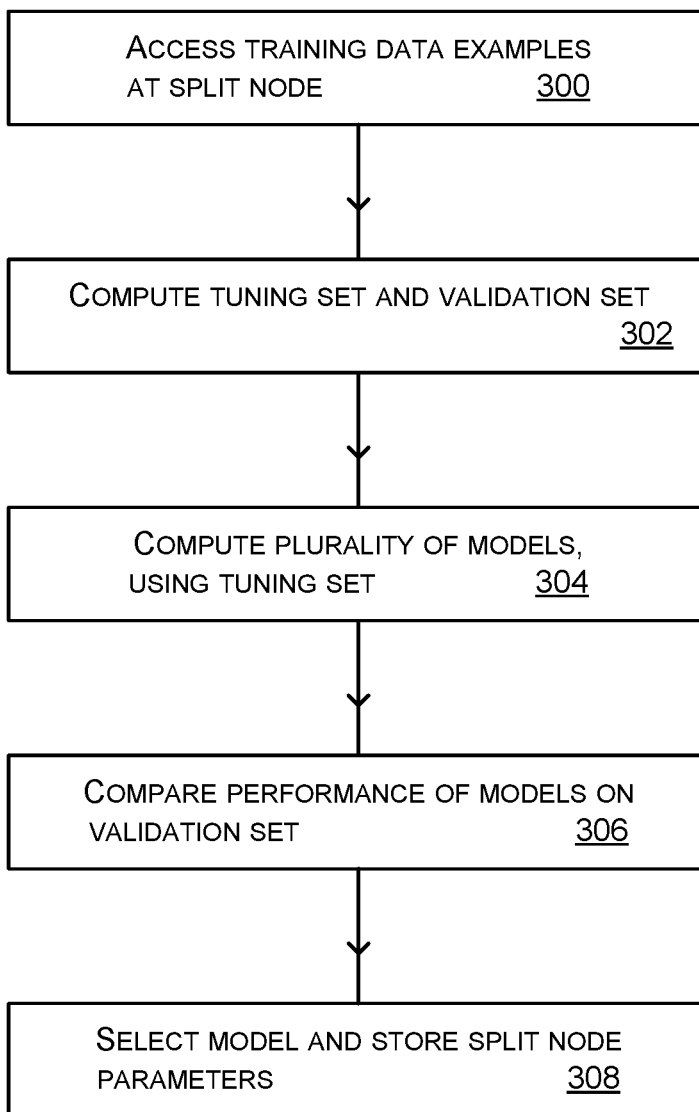 ACCESS TRAINING DATA EXAMPLES
AT SPLIT NODE 300
COMPUTE TUNING SET AND VALIDATION SET
302
COMPUTE PLURALITY OF MODELS,
USING TUNING SET 304
COMPARE PERFORMANCE OF MODELS ON
VALIDATION SET 306
SELECT MODEL AND STORE SPLIT NODE
PARAMETERS 308